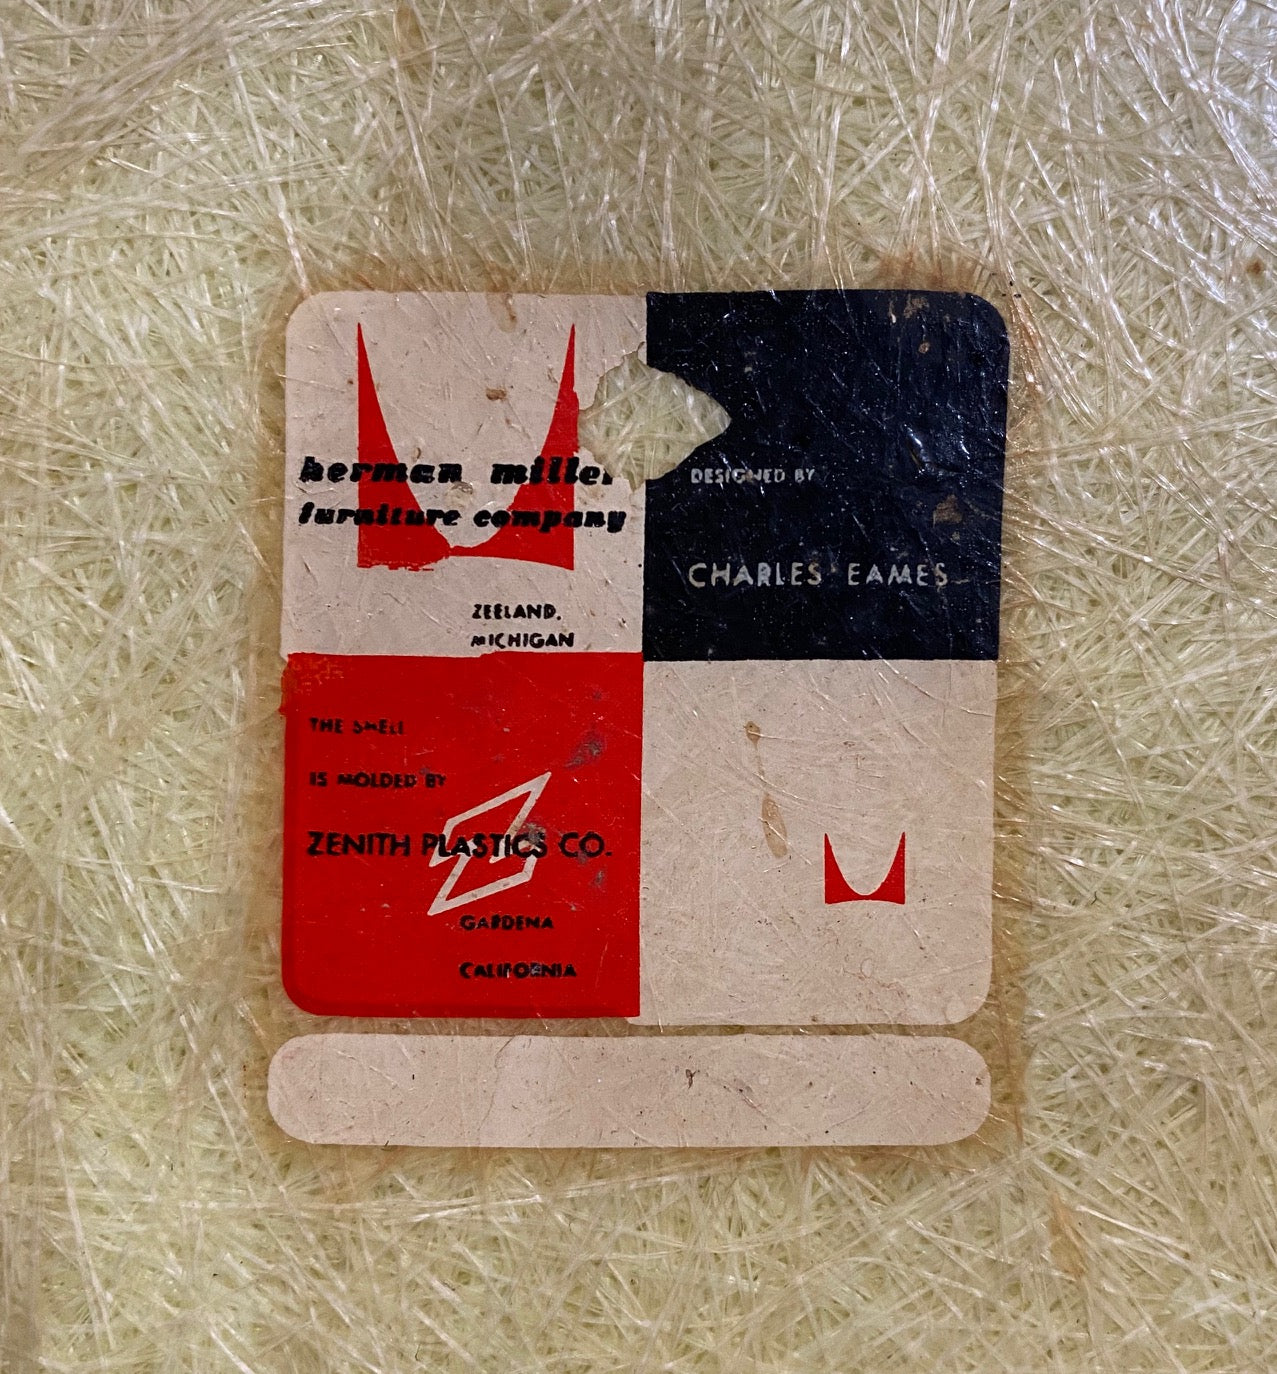 herman miller
furniture company
ZEELAND,
MICHIGAN
DESIGNED BY
CHARLES EAMES
THE SHELL
IS MOLDED BY
ZENITH PLASTICS CO.
GARDENA
CALIFORNIA